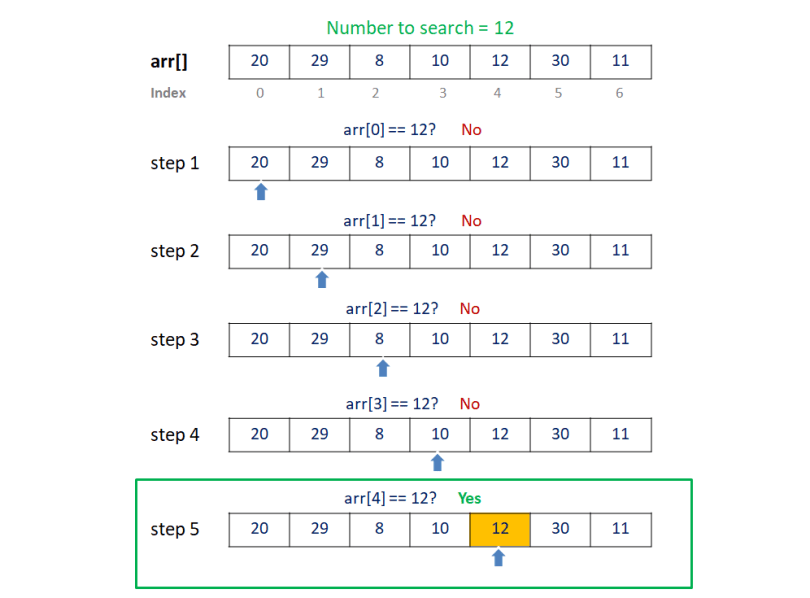 Number to search = 12
arr[] 20 29 8 10 12 30 11
Index 0 1 2 3 4 5 6
arr[0] == 12? No
step 1 20 29 8 10 12 30 11
arr[1] == 12? No
step 2 20 29 8 10 12 30 11
arr[2] == 12? No
step 3 20 29 8 10 12 30 11
arr[3] == 12? No
step 4 20 29 8 10 12 30 11
arr[4] == 12? Yes
step 5 20 29 8 10 12 30 11